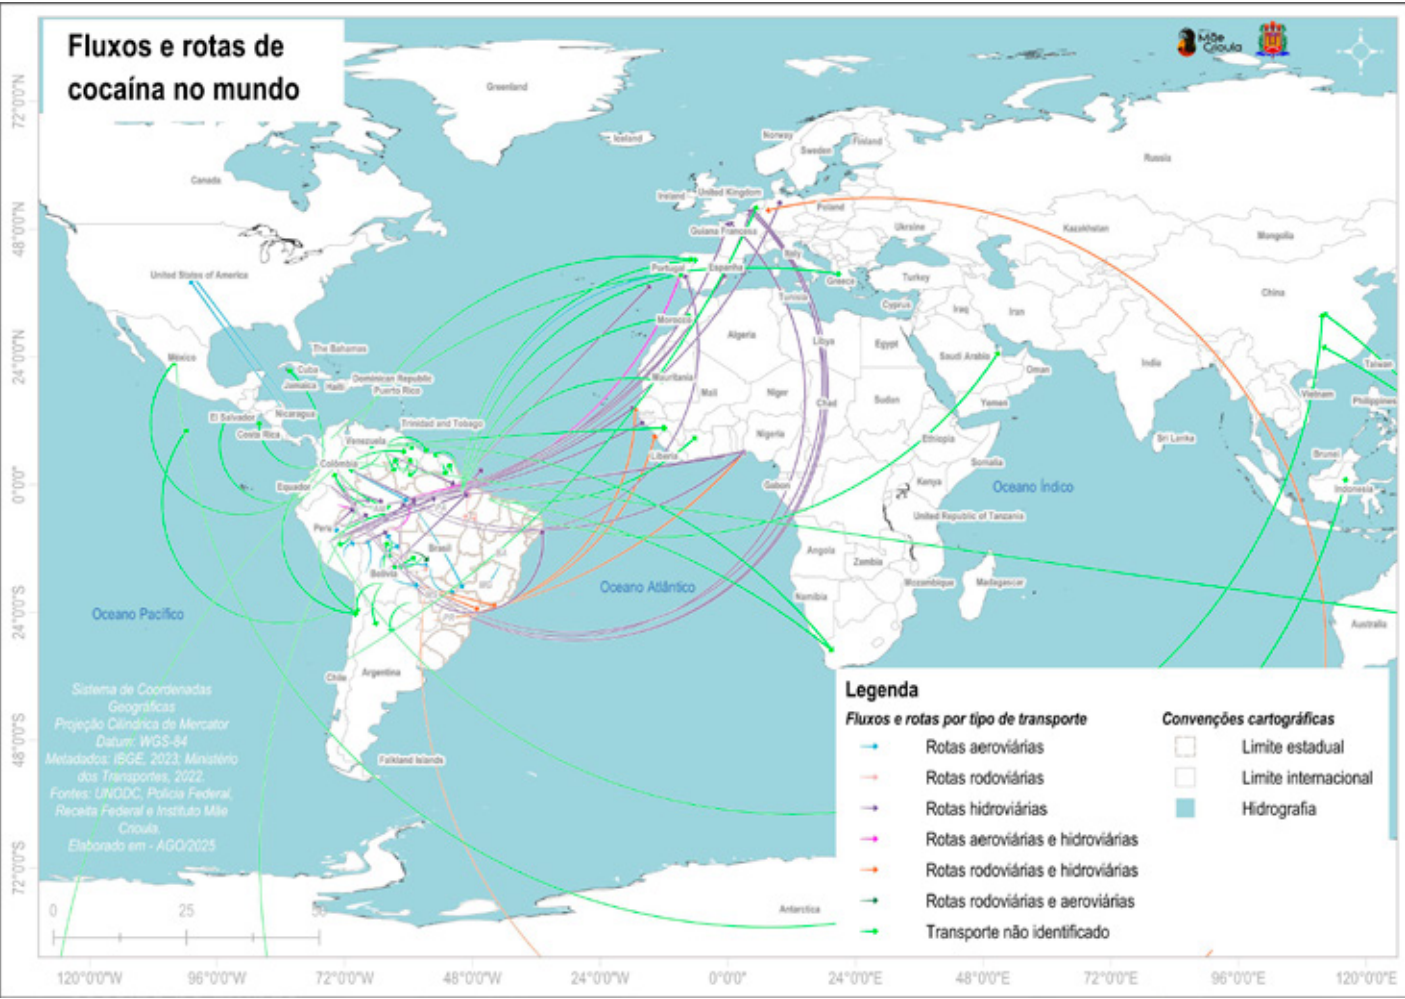 Fluxos e rotas de
cocaína no mundo
Mãe
Crioula
Greenland
Iceland
Norway
Sweden
Finland
Russia
Canada
Ireland
United Kingdom
Poland
Guiana Francesa
Ukraine
Kazakhstan
Mongolia
Italy
Portugal
Espanha
Greece
Turkey
United States of America
China
Tunisia
Cyprus
Iraq
Iran
Morocco
Algeria
Libya
Egypt
The Bahamas
México
Cuba
Saudi Arabia
India
Taiwan
Dominican Republic
Jamaica
Haiti
Puerto Rico
Mauritania
Mali
Niger
Chad
Sudan
Oman
Yemen
Vietnam
Philippines
El Salvador
Nicaragua
Costa Rica
Trinidad and Tobago
Venezuela
Nigeria
Ethiopia
Sri Lanka
Liberia
Somalia
Brunei
Colômbia
Equador
Gabon
Kenya
Oceano Índico
Indonesia
United Republic of Tanzania
Peru
AM
PA
Brasil
BA
Angola
Zambia
Bolívia
MG
Oceano Atlântico
Mozambique
Madagascar
Namibia
Oceano Pacífico
PR
Australia
Chile
Argentina
Falkland Islands
Antarctica
Sistema de Coordenadas
Geográficas
Projeção Cilíndrica de Mercator
Datum: WGS-84
Metadados: IBGE, 2023; Ministério
dos Transportes, 2022.
Fontes: UNODC, Polícia Federal,
Receita Federal e Instituto Mãe
Crioula.
Elaborado em - AGO/2025
0 25 50
Legenda
Fluxos e rotas por tipo de transporte
Rotas aeroviárias
Rotas rodoviárias
Rotas hidroviárias
Rotas aeroviárias e hidroviárias
Rotas rodoviárias e hidroviárias
Rotas rodoviárias e aeroviárias
Transporte não identificado
Convenções cartográficas
Limite estadual
Limite internacional
Hidrografia
72°0'0"N
48°0'0"N
24°0'0"N
0°0'0"
24°0'0"S
48°0'0"S
72°0'0"S
120°0'0"W 96°0'0"W 72°0'0"W 48°0'0"W 24°0'0"W 0°0'0" 24°0'0"E 48°0'0"E 72°0'0"E 96°0'0"E 120°0'0"E